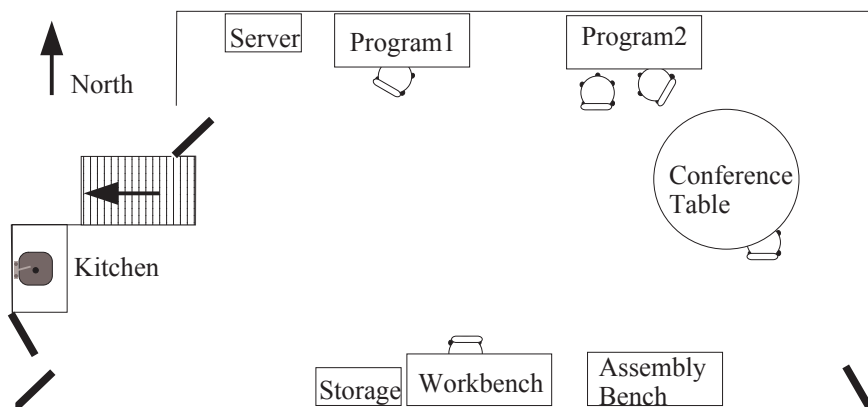 Server
Program1
Program2
North
Conference
Table
Kitchen
Storage
Workbench
Assembly
Bench